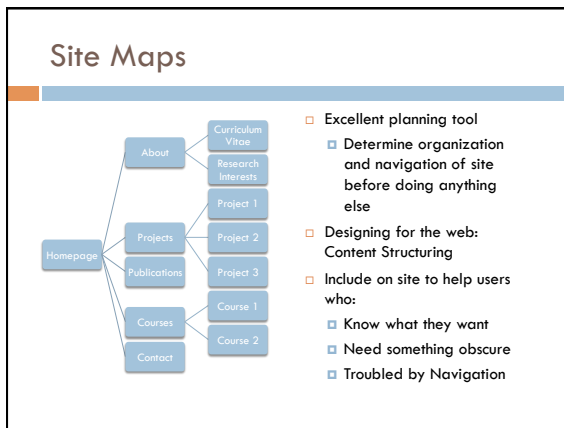 Site Maps
Homepage
About
Curriculum
Vitae
Research
Interests
Projects
Project 1
Project 2
Project 3
Publications
Courses
Course 1
Course 2
Contact
Excellent planning tool
Determine organization
and navigation of site
before doing anything
else
Designing for the web:
Content Structuring
Include on site to help users
who:
Know what they want
Need something obscure
Troubled by Navigation